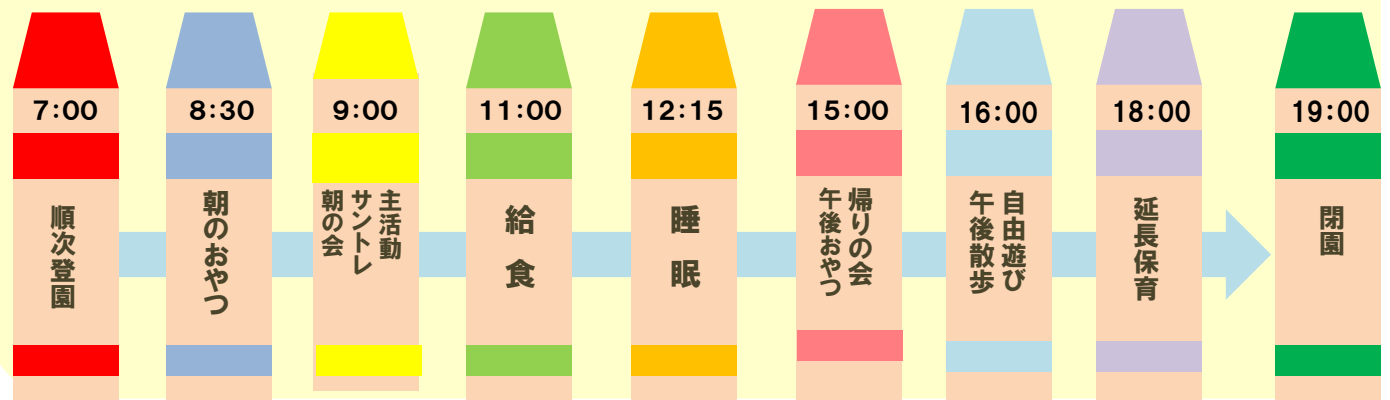 7:00
順次登園
8:30
朝のおやつ
9:00
主活動
サントレ
朝の会
11:00
給食
12:15
睡眠
15:00
帰りの会
午後おやつ
16:00
自由遊び
午後散歩
18:00
延長保育
19:00
閉園